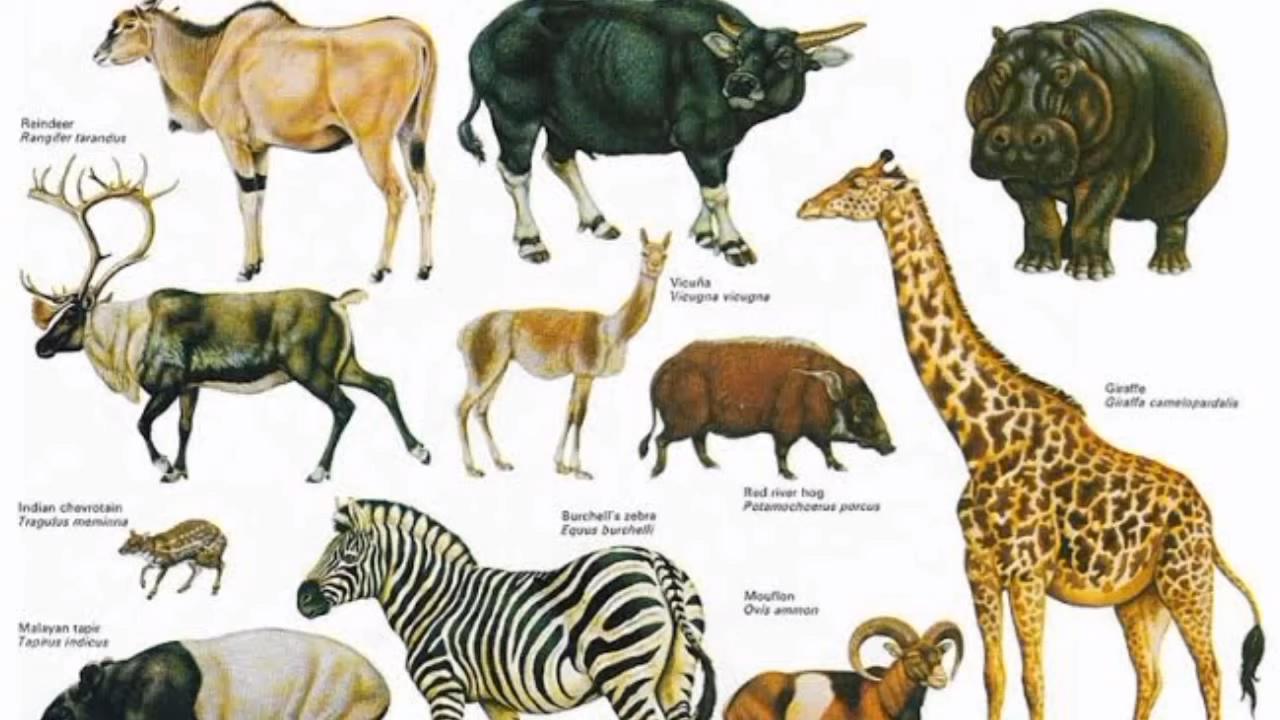 Reindeer
Rangifer tarandus
Vicuña
Vicugna vicugna
Giraffe
Giraffa camelopardalis
Indian chevrotain
Tragulus meminna
Burchell's zebra
Equus burchelli
Red river hog
Potamochoerus porcus
Mouflon
Ovis ammon
Malayan tapir
Tapirus indicus